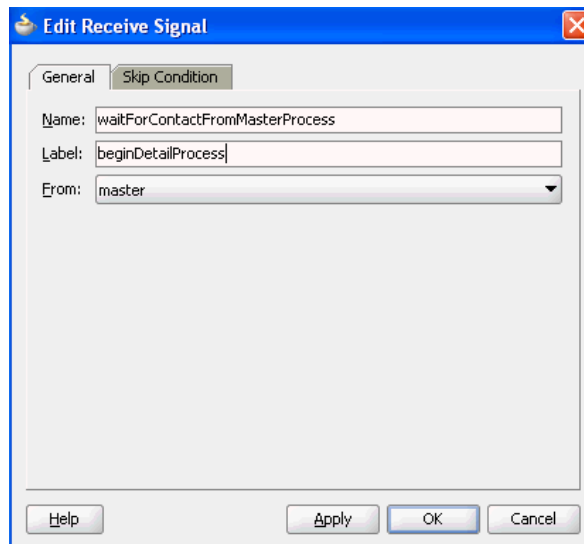 Edit Receive Signal
General Skip Condition
Name: waitForContactFromMasterProcess
Label: beginDetailProcess
From: master
Help Apply OK Cancel